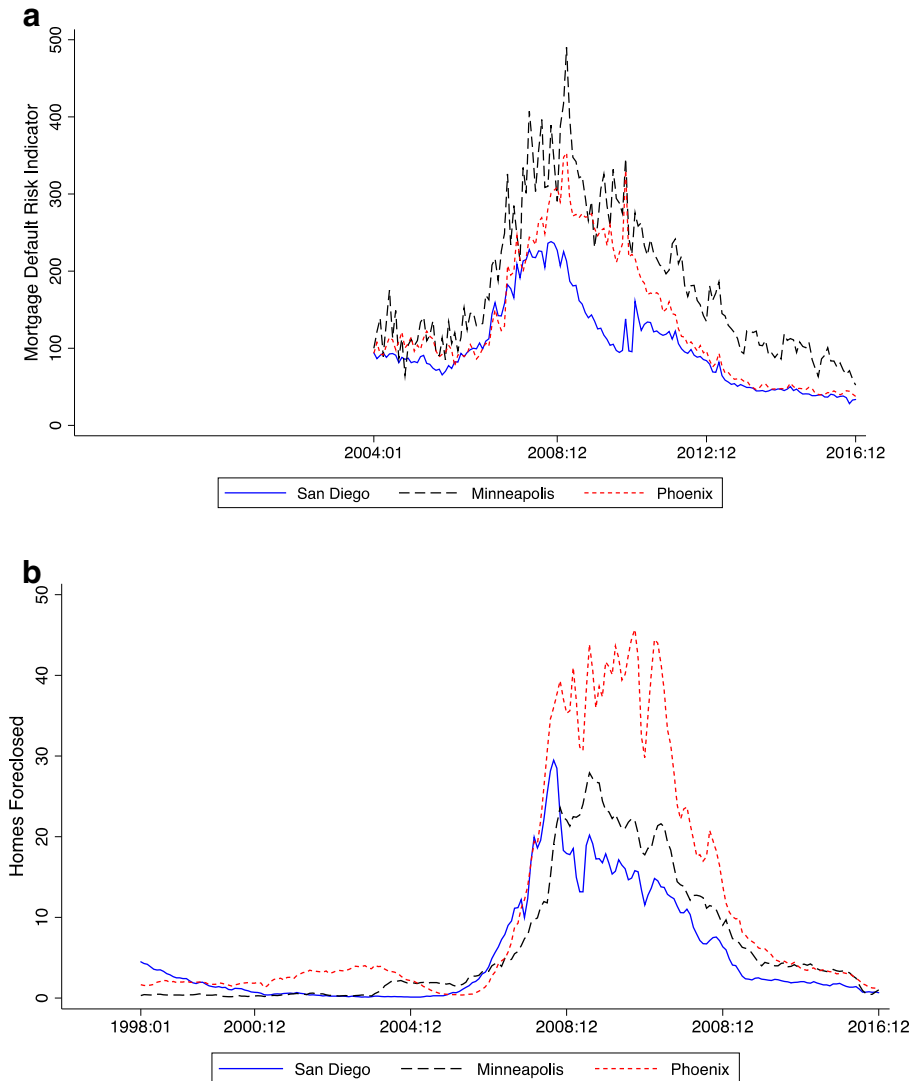 a
Mortgage Default Risk Indicator
500
400
300
200
100
0
2004:01 2008:12 2012:12 2016:12
San Diego Minneapolis Phoenix
b
Homes Foreclosed
50
40
30
20
10
0
1998:01 2000:12 2004:12 2008:12 2008:12 2016:12
San Diego Minneapolis Phoenix